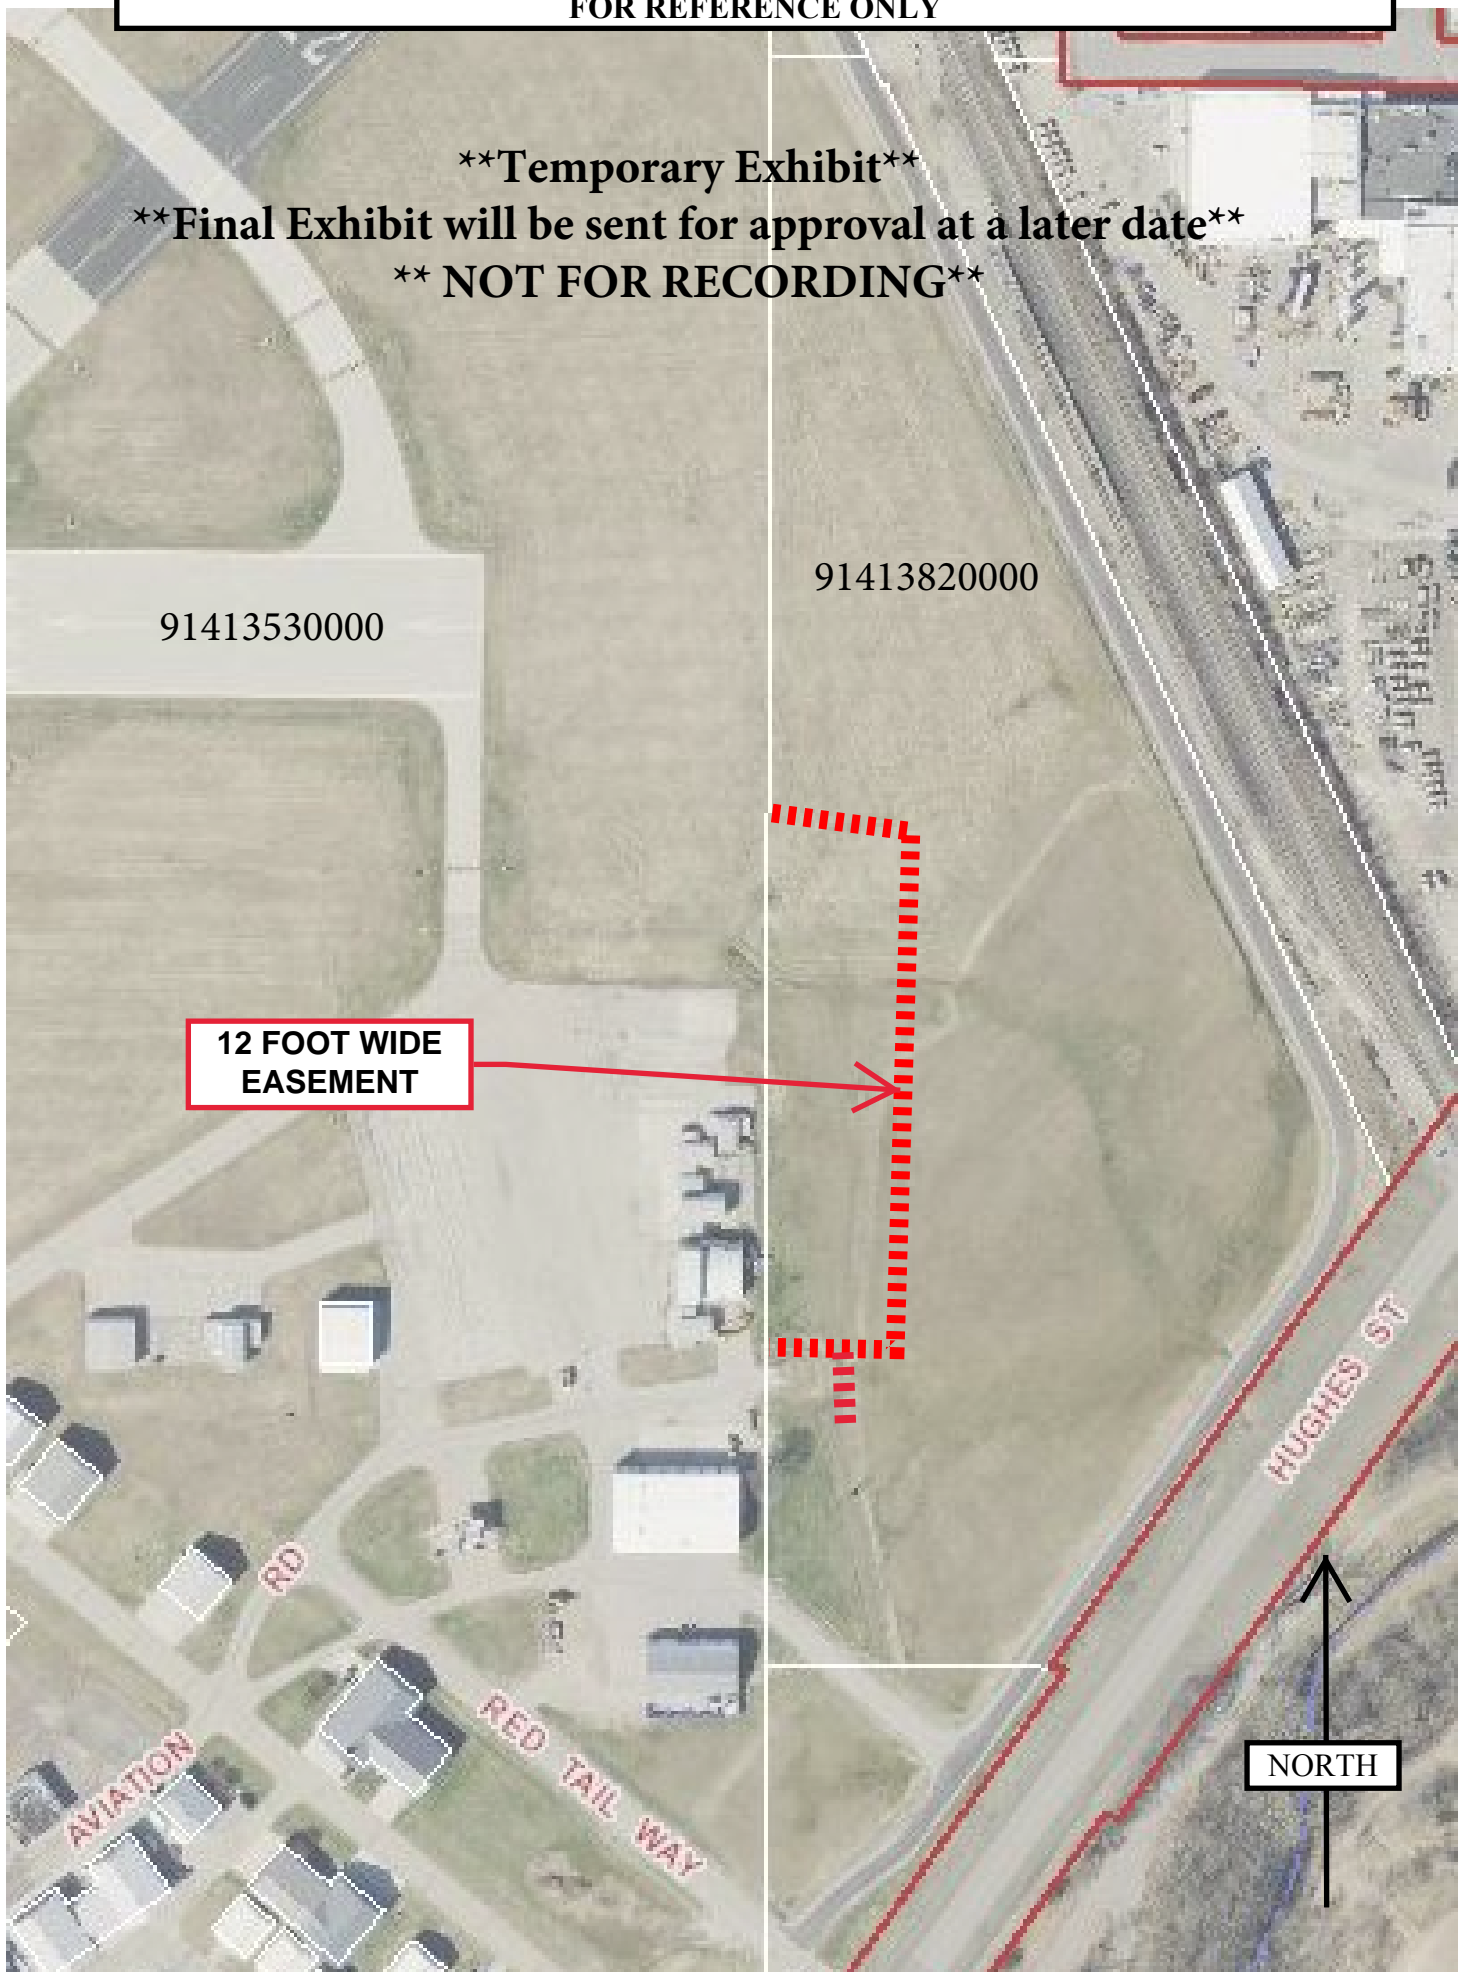 FOR REFERENCE ONLY
**Temporary Exhibit**
**Final Exhibit will be sent for approval at a later date**
** NOT FOR RECORDING**
91413820000
91413530000
12 FOOT WIDE
EASEMENT
HUGHES ST
RD
RED TAIL WAY
AVIATION
NORTH